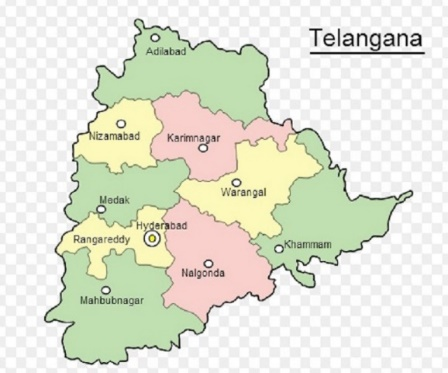 Telangana
Adilabad
Nizamabad
Karimnagar
Warangal
Medak
Hyderabad
Rangareddy
Khammam
Nalgonda
Mahbubnagar